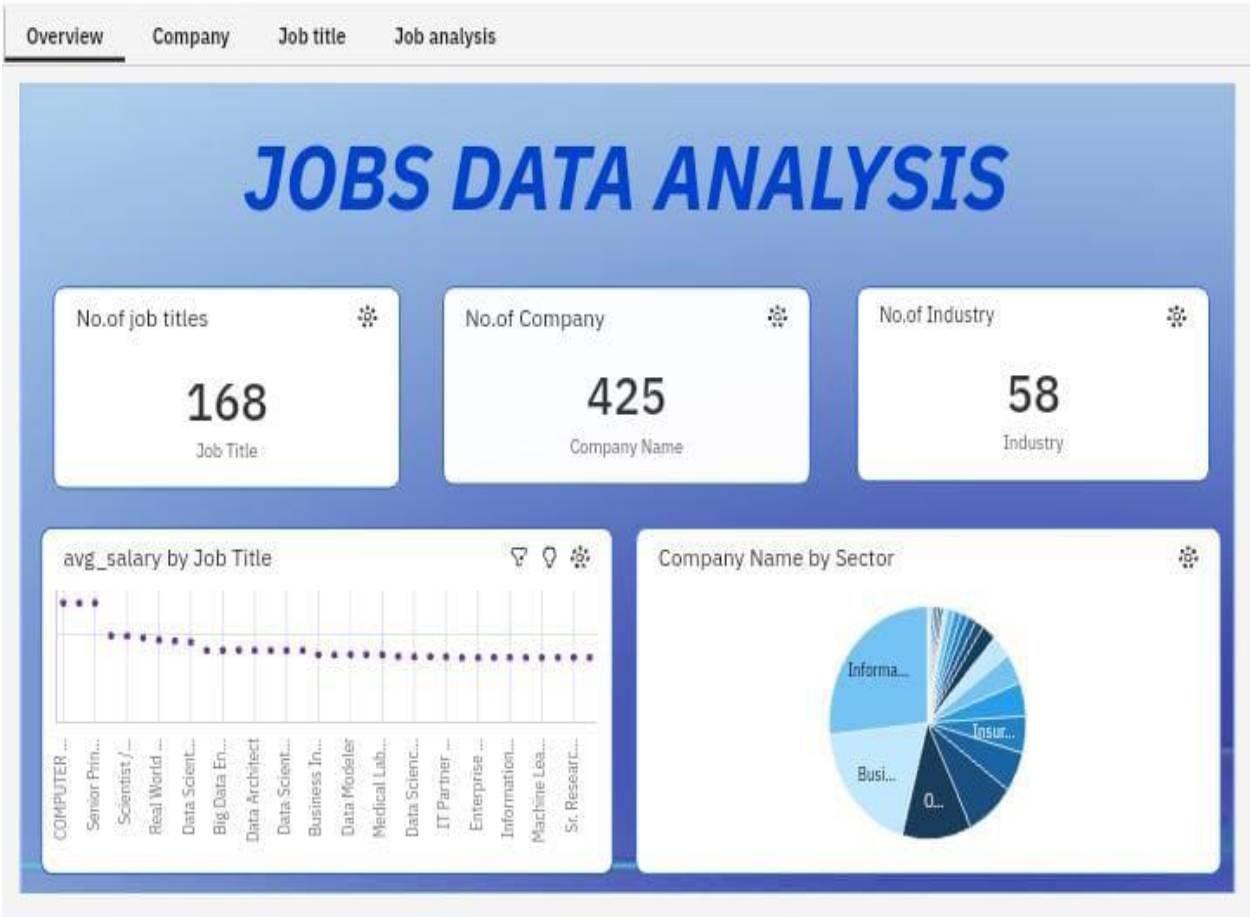 Overview Company Job title Job analysis
JOBS DATA ANALYSIS
No.of job titles
168
Job Title
No.of Company
425
Company Name
No.of Industry
58
Industry
avg_salary by Job Title
COMPUTER ...
Senior Prin...
Scientist /...
Real World ...
Data Scient...
Big Data En...
Data Architect
Data Scient...
Business In...
Data Modeler
Medical Lab...
Data Scienc...
IT Partner ...
Enterprise ...
Information...
Machine Lea...
Sr. Researc...
Company Name by Sector
Informa...
Insur...
Busi...
O...